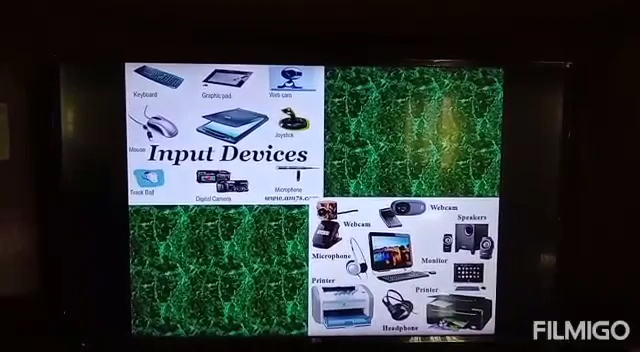 Keyboard
Graphic pad
Web cam
Joystick
Mouse
Input Devices
Track Ball
Digital Camera
Microphone
Webcam
Webcam
Speakers
Microphone
Monitor
Printer
Printer
Headphone
FILMIGO